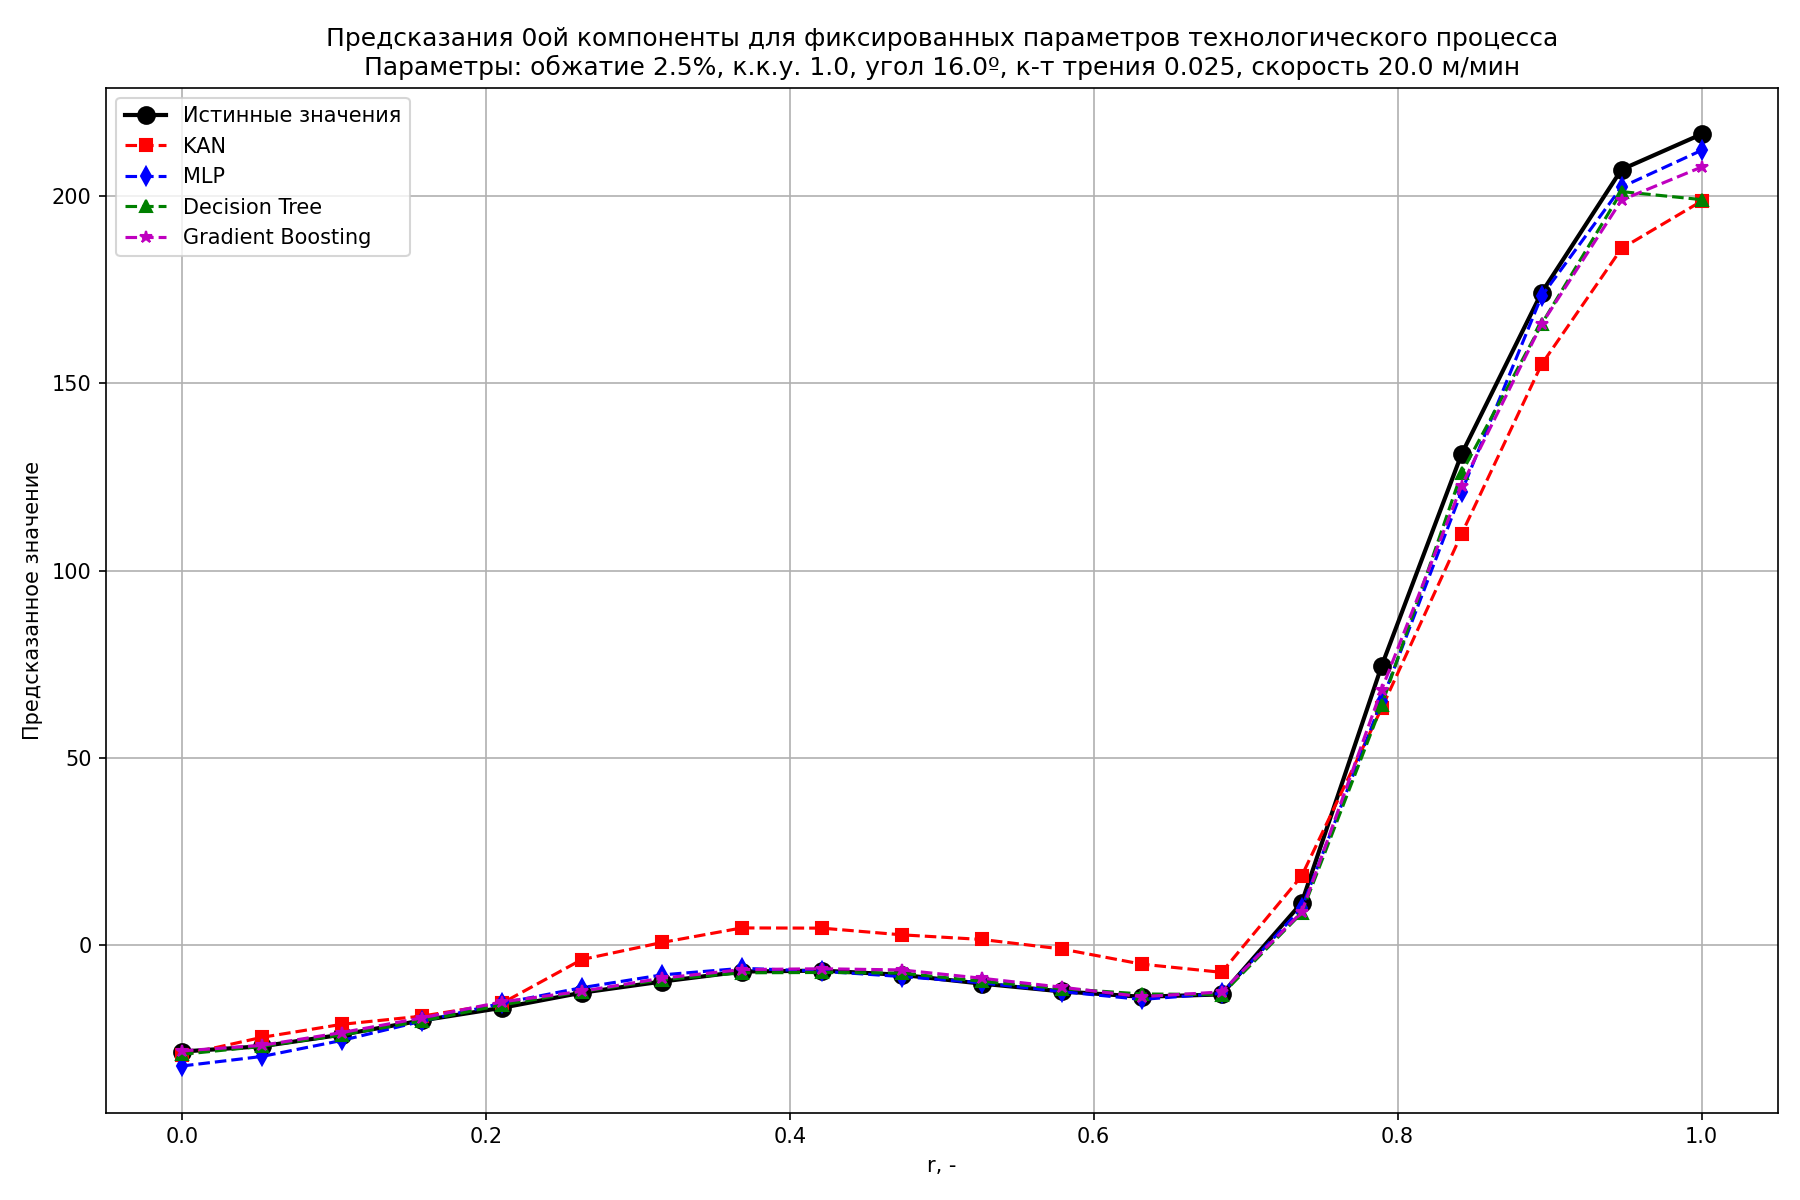 Предсказания 0ой компоненты для фиксированных параметров технологического процесса
Параметры: обжатие 2.5%, к.к.у. 1.0, угол 16.0º, к-т трения 0.025, скорость 20.0 м/мин
Истинные значения
KAN
MLP
Decision Tree
Gradient Boosting
Предсказанное значение
200
150
100
50
0
0.0 0.2 0.4 0.6 0.8 1.0
r, -